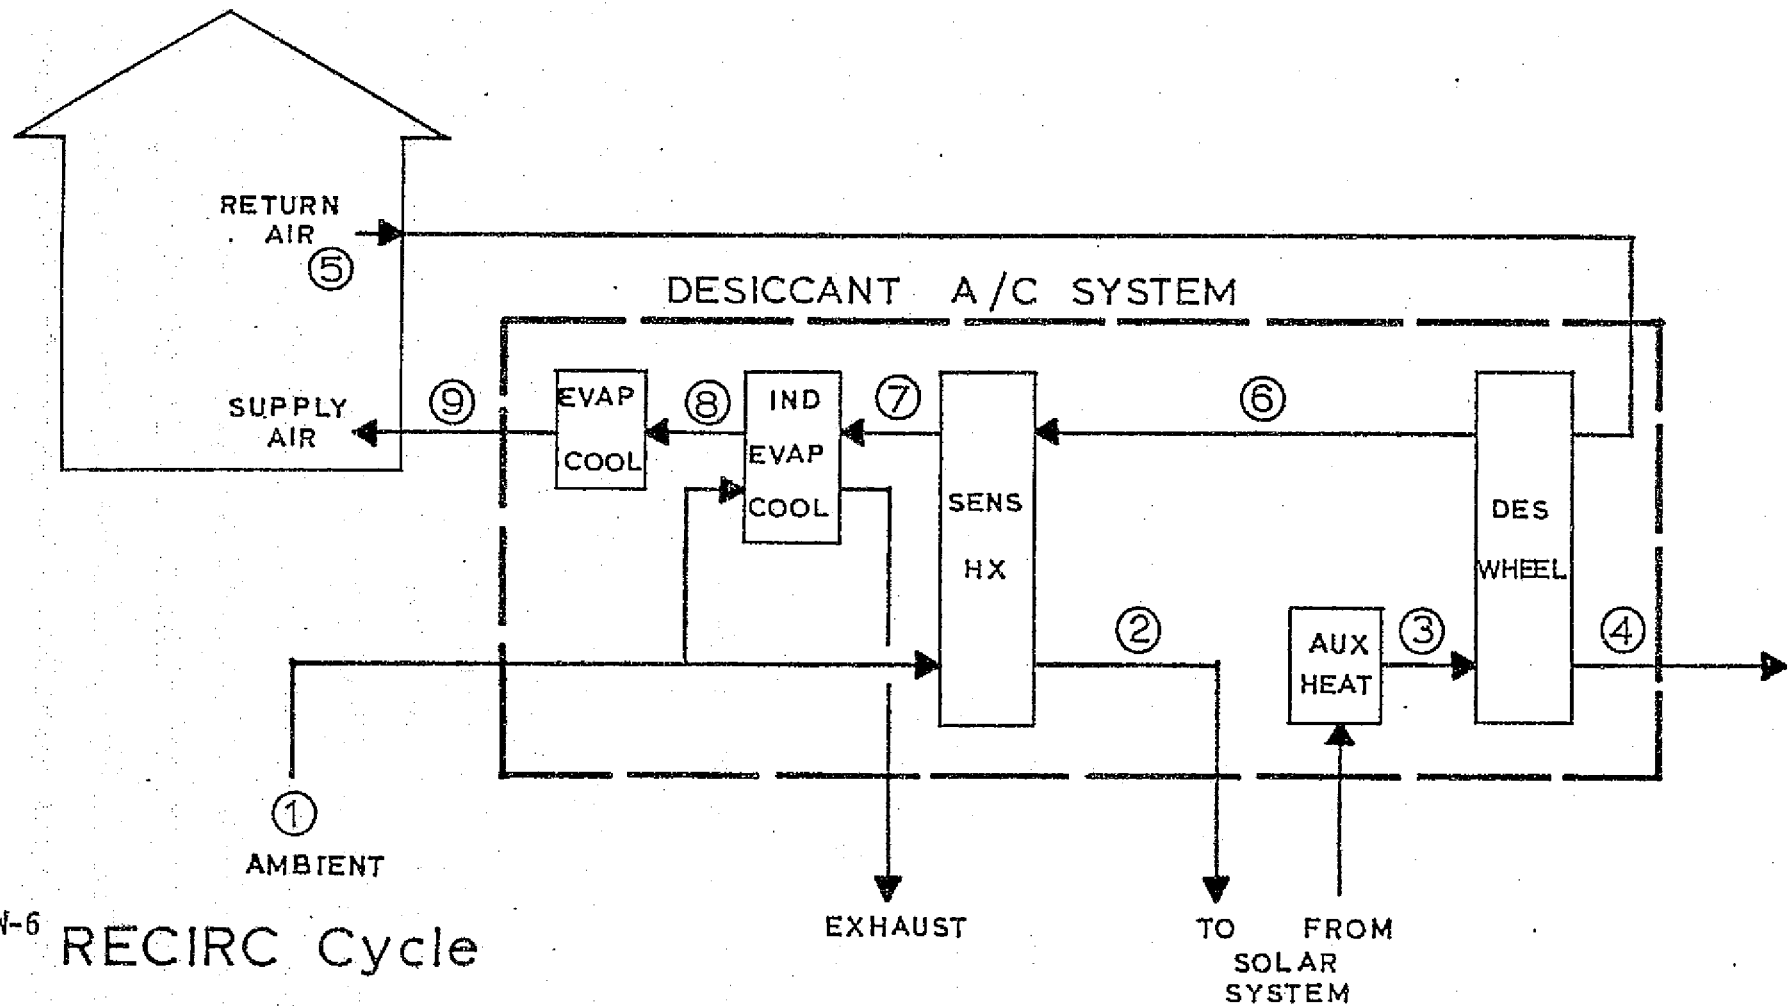 RETURN
AIR
⑤
DESICCANT A/C SYSTEM
SUPPLY
AIR
⑨
EVAP
COOL
⑧
IND
EVAP
COOL
⑦
SENS
HX
⑥
DES
WHEEL
②
AUX
HEAT
③
④
①
AMBIENT
EXHAUST
TO FROM
SOLAR
SYSTEM
-6 RECIRC Cycle